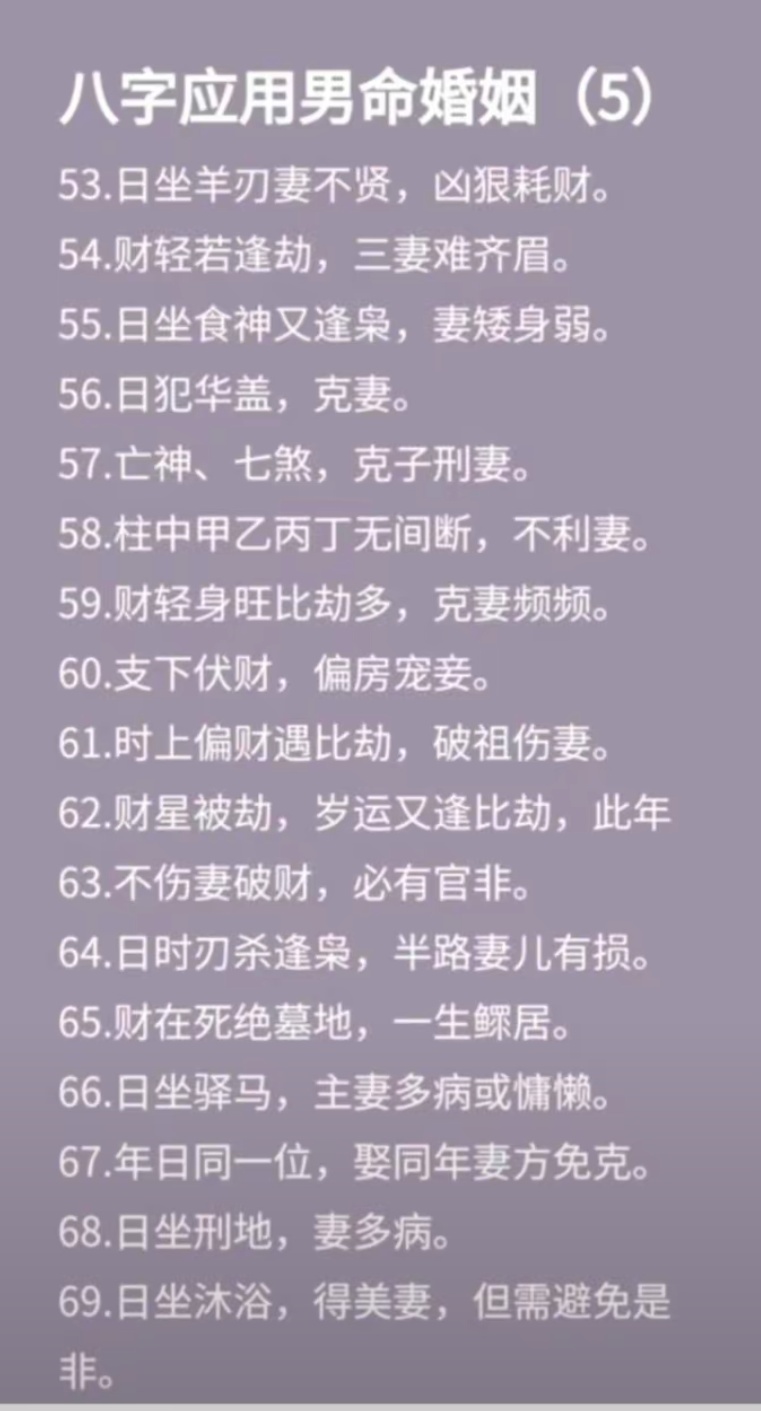 八字应用男命婚姻（5）
53.日坐羊刃妻不贤，凶狠耗财。
54.财轻若逢劫，三妻难齐眉。
55.日坐食神又逢枭，妻矮身弱。
56.日犯华盖，克妻。
57.亡神、七煞，克子刑妻。
58.柱中甲乙丙丁无间断，不利妻。
59.财轻身旺比劫多，克妻频频。
60.支下伏财，偏房宠妾。
61.时上偏财遇比劫，破祖伤妻。
62.财星被劫，岁运又逢比劫，此年
63.不伤妻破财，必有官非。
64.日时刃杀逢枭，半路妻儿有损。
65.财在死绝墓地，一生鳏居。
66.日坐驿马，主妻多病或慵懒。
67.年日同一位，娶同年妻方免克。
68.日坐刑地，妻多病。
69.日坐沐浴，得美妻，但需避免是
非。